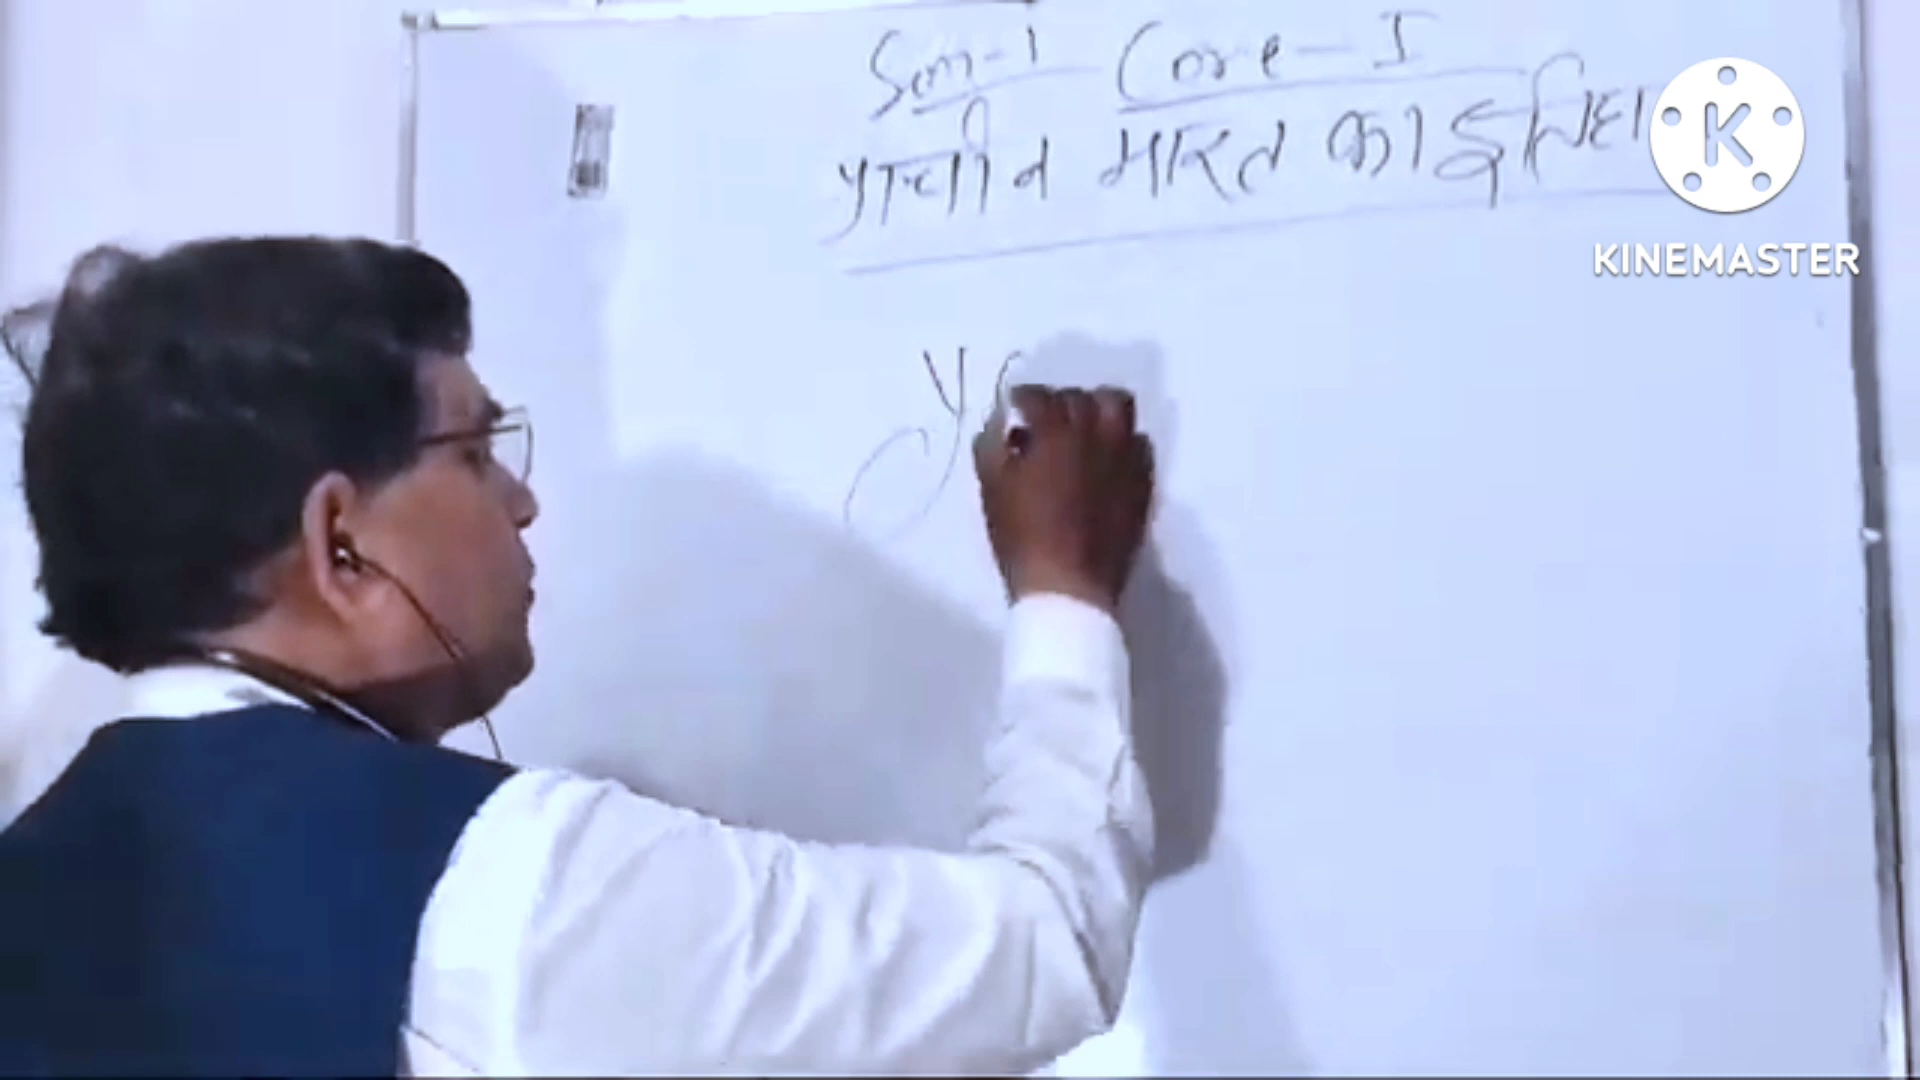 Sem-1 Core-I
प्राचीन भारत का इतिहा
KINEMASTER